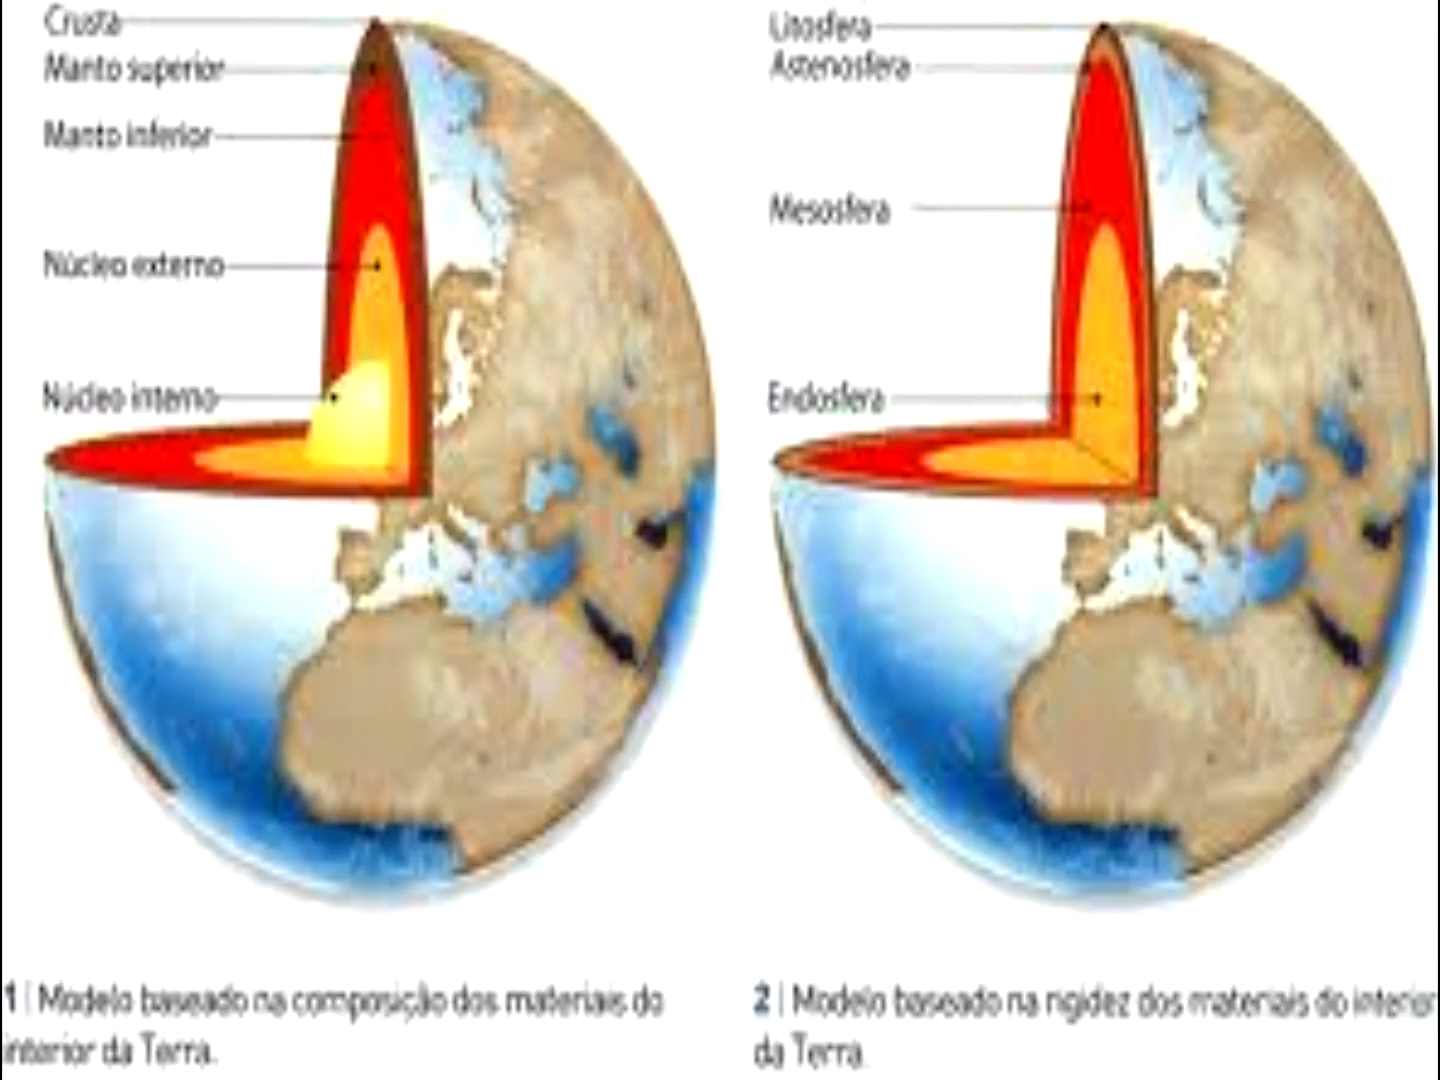 Crusta
Manto superior
Manto inferior
Núcleo externo
Núcleo interno
Litosfera
Astenosfera
Mesosfera
Endosfera
1 | Modelo baseado na composição dos materiais do
interior da Terra.
2 | Modelo baseado na rigidez dos materiais do interior
da Terra.